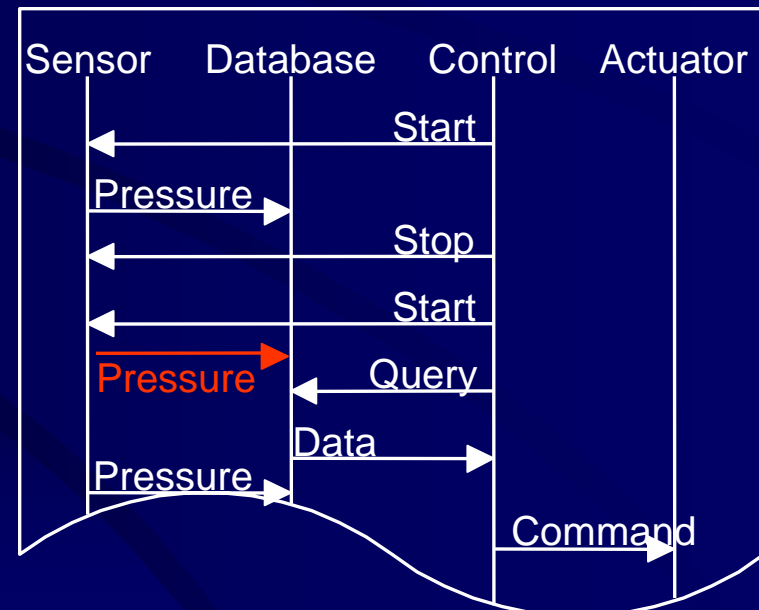 Sensor Database Control Actuator
Start
Pressure
Stop
Start
Pressure
Query
Data
Pressure
Command